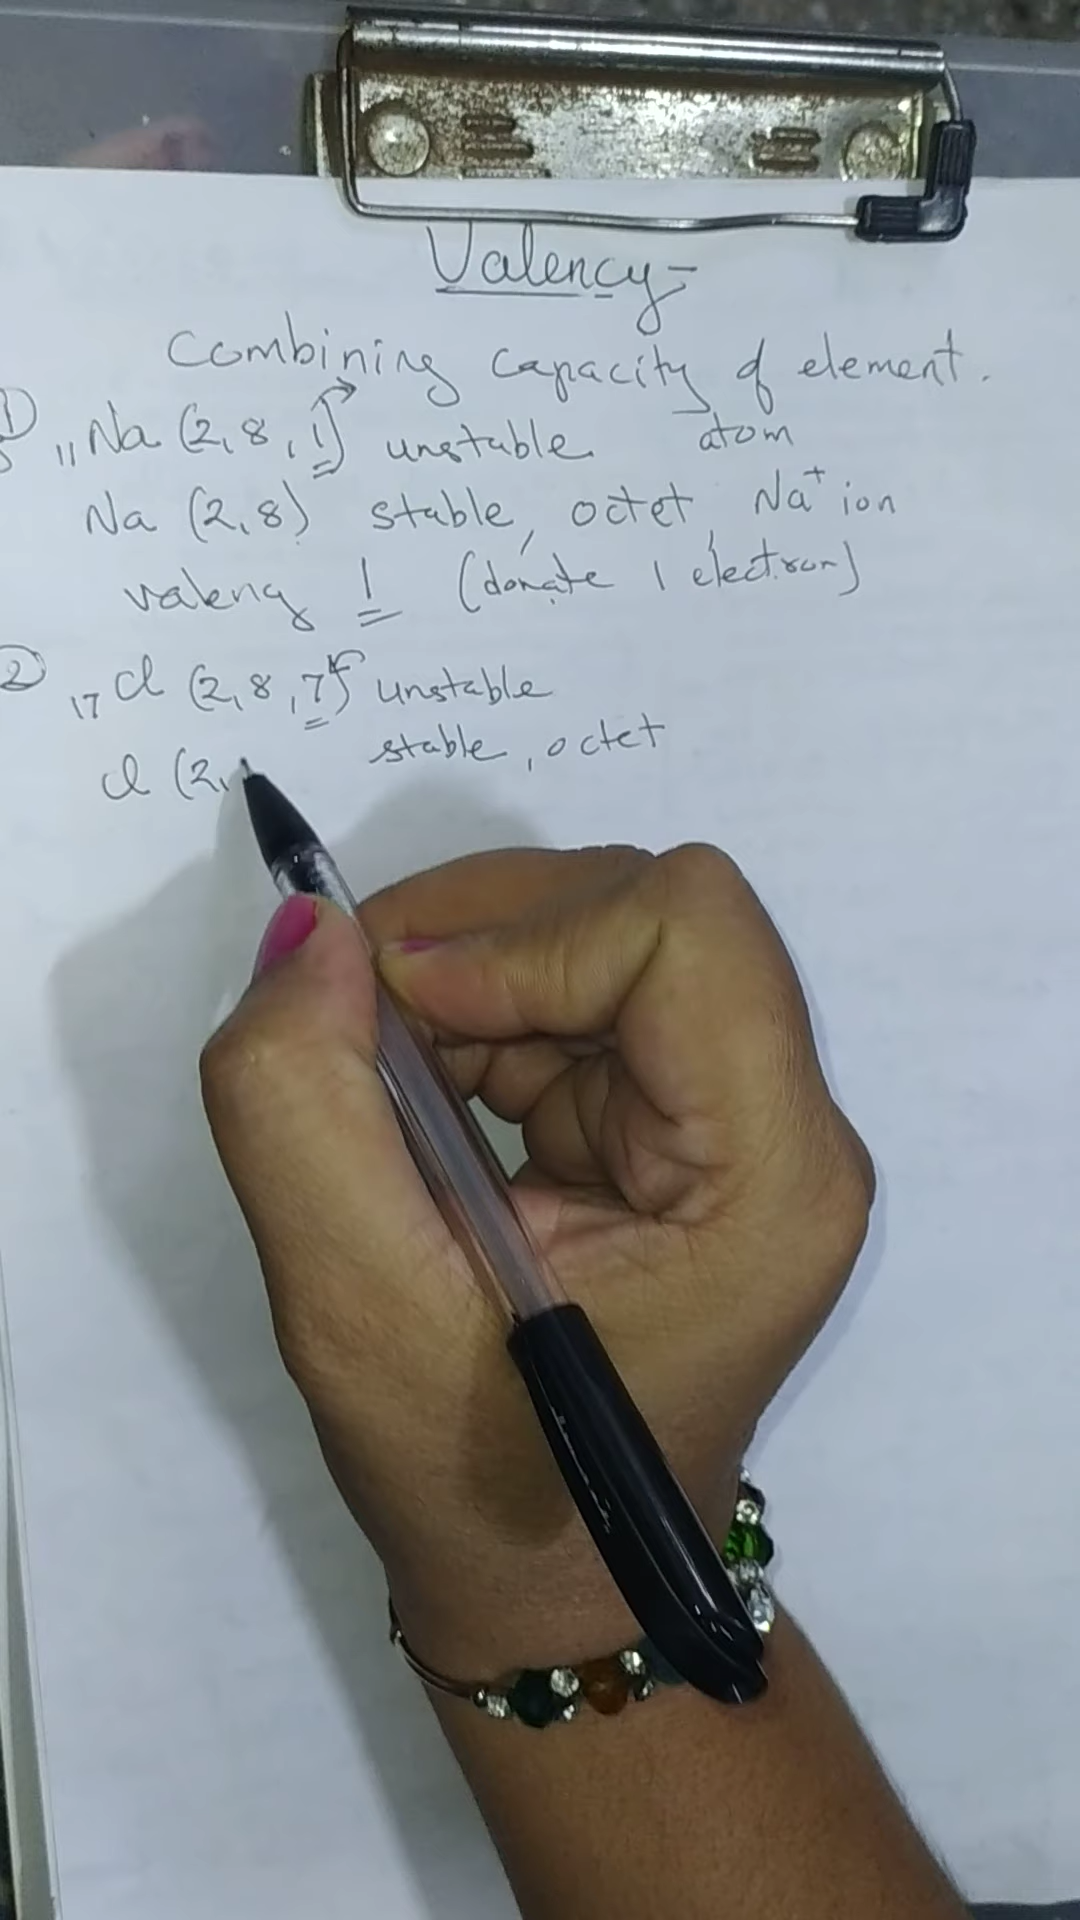 Valency-
Combining capacity of element.
① ₁₁Na (2,8,1) unstable atom
Na (2,8) stable, octet, Na⁺ ion
valency 1 (donate 1 electron)
② ₁₇Cl (2,8,7) unstable
Cl (2, stable, octet